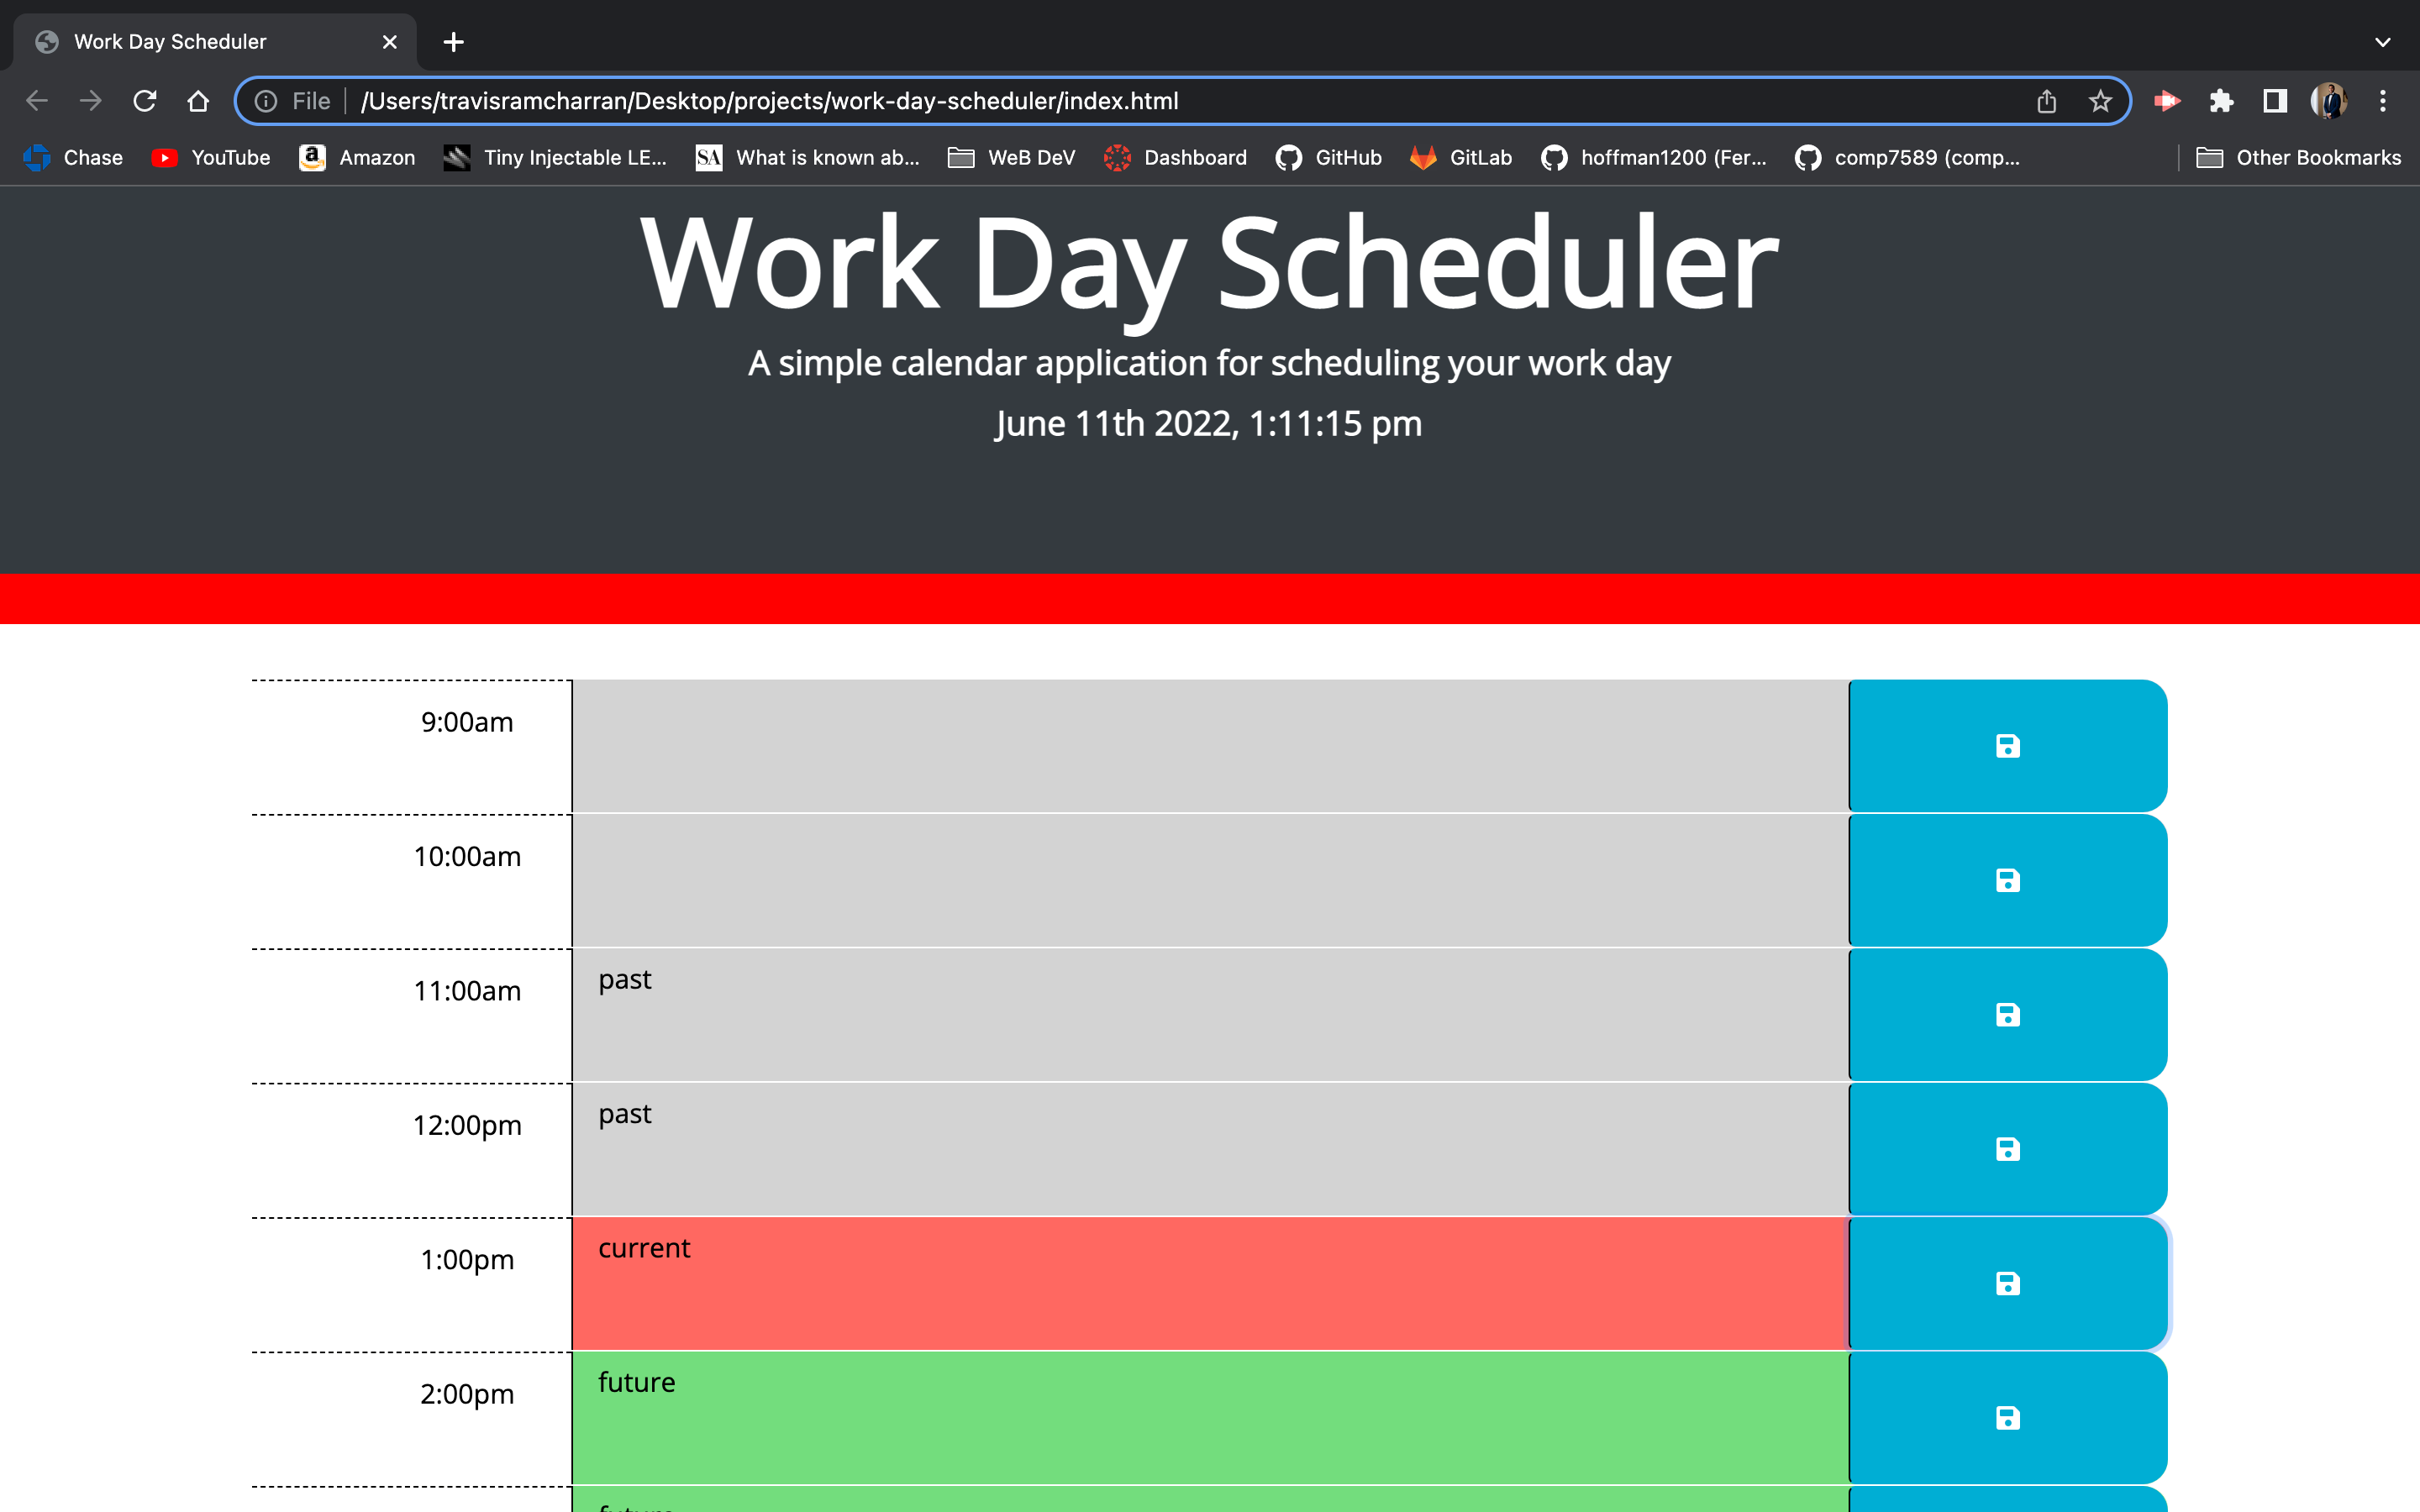 Work Day Scheduler
File /Users/travisramcharran/Desktop/projects/work-day-scheduler/index.html
Chase YouTube Amazon Tiny Injectable LE... SA What is known ab... WeB DeV Dashboard GitHub GitLab hoffman1200 (Fer... comp7589 (comp... Other Bookmarks
Work Day Scheduler
A simple calendar application for scheduling your work day
June 11th 2022, 1:11:15 pm
9:00am
10:00am
11:00am past
12:00pm past
1:00pm current
2:00pm future